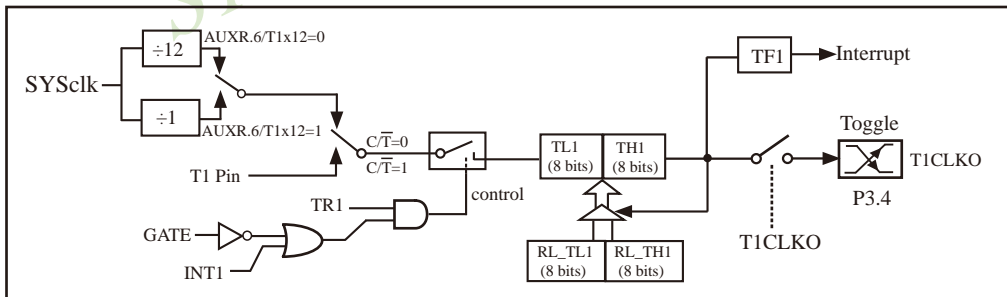 ÷12
AUXR.6/T1x12=0
SYSclk
÷1
AUXR.6/T1x12=1
T1 Pin
C/T̅=0
C/T̅=1
control
TR1
GATE
INT1
TL1
(8 bits)
TH1
(8 bits)
RL_TL1
(8 bits)
RL_TH1
(8 bits)
TF1
Interrupt
Toggle
T1CLKO
P3.4
T1CLKO